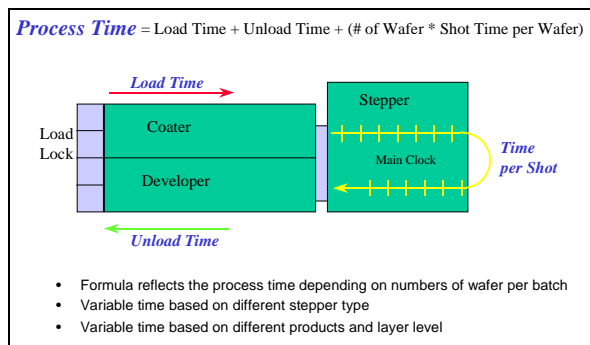 Process Time = Load Time + Unload Time + (# of Wafer * Shot Time per Wafer)
Load Time
Stepper
Load
Lock
Coater
Main Clock
Time
per Shot
Developer
Unload Time
• Formula reflects the process time depending on numbers of wafer per batch
• Variable time based on different stepper type
• Variable time based on different products and layer level